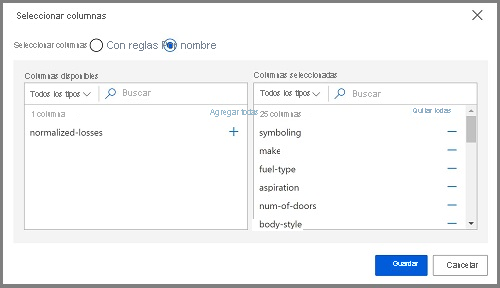 Seleccionar columnas
Seleccionar columnas Con reglas Por nombre
Columnas disponibles
Todos los tipos Buscar
1 columna Agregar todas
normalized-losses
Columnas seleccionadas
Todos los tipos Buscar
25 columnas Quitar todas
symboling
make
fuel-type
aspiration
num-of-doors
body-style
Guardar Cancelar